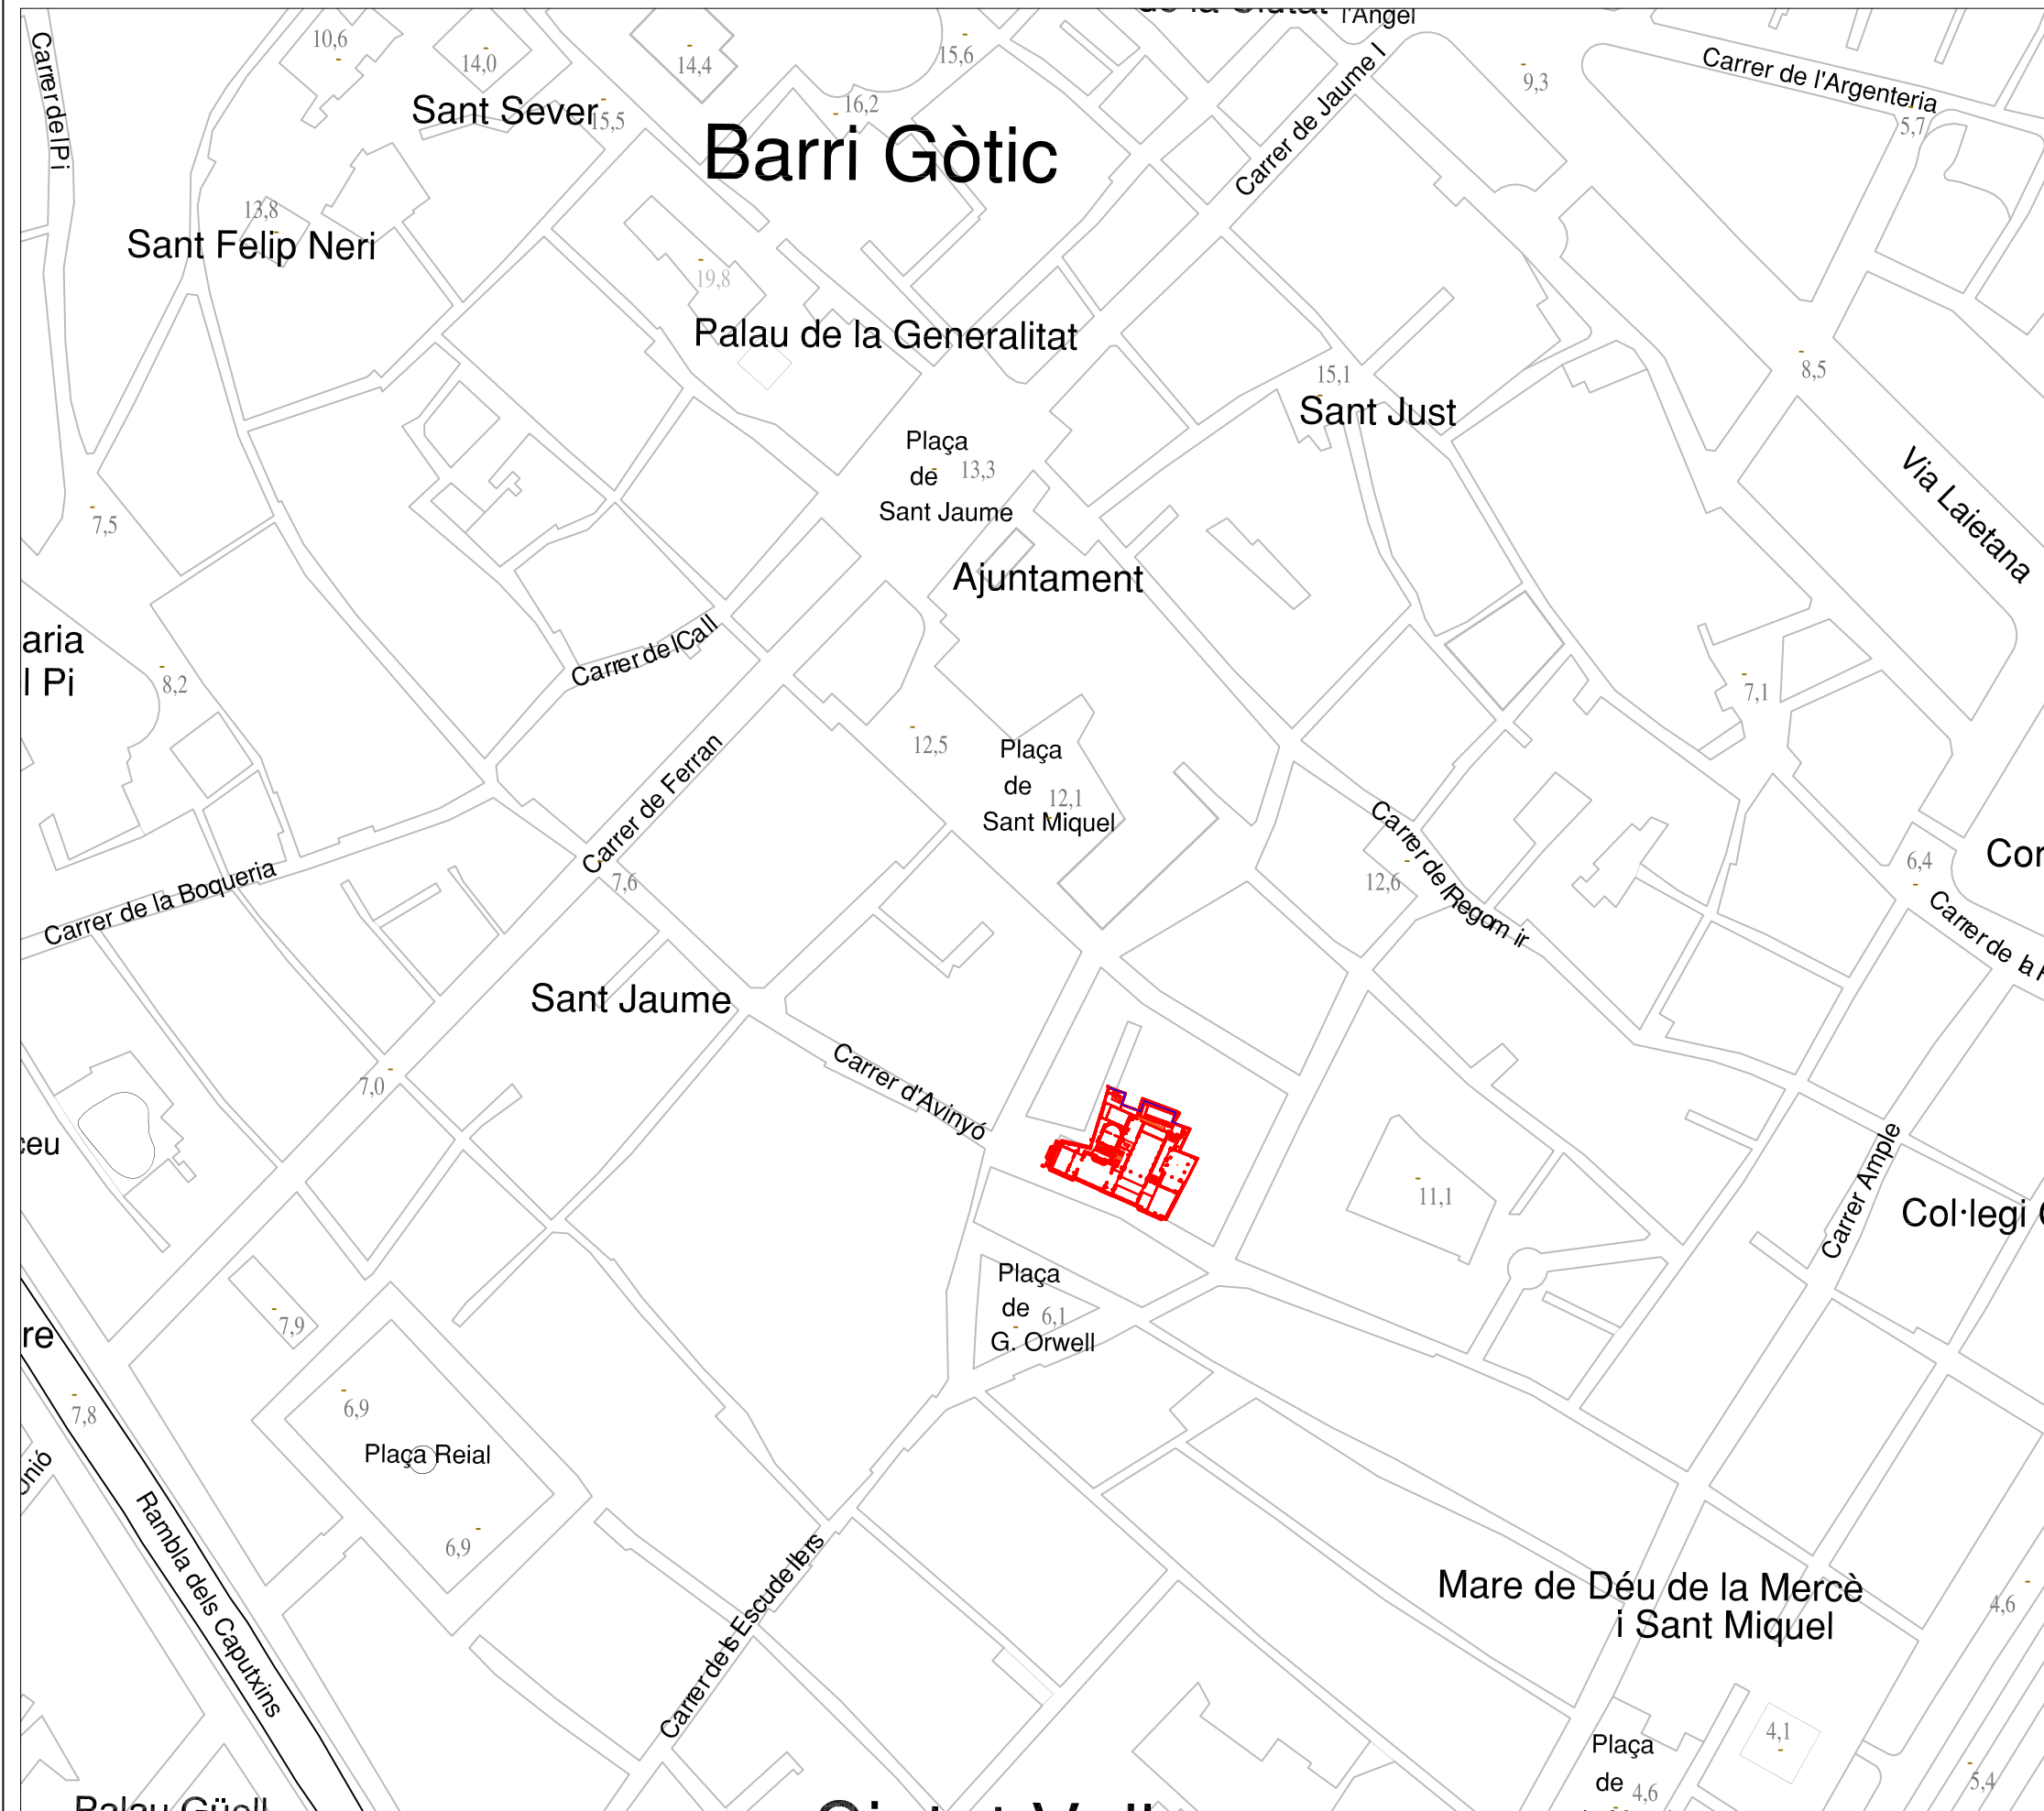 l'Àngel
Carrer del Pi
10,6
14,0
14,4
15,6
Carrer de Jaume I
9,3
Carrer de l'Argenteria
5,7
Sant Sever
15,5
16,2
Barri Gòtic
13,8
Sant Felip Neri
19,8
Palau de la Generalitat
15,1
Sant Just
8,5
Via Laietana
Plaça
de
13,3
Sant Jaume
7,5
Ajuntament
aria
l Pi
8,2
Carrer del Call
7,1
Carrer de Ferran
12,5
Plaça
de
12,1
Sant Miquel
Carrer del Regomir
12,6
7,6
6,4
Carrer de la Boqueria
Sant Jaume
Carrer d'Avinyó
7,0
ceu
11,1
Carrer Ample
Col·legi
Plaça
de
6,1
G. Orwell
7,9
re
7,8
6,9
Plaça Reial
6,9
Rambla dels Caputxins
Carrer dels Escudellers
Mare de Déu de la Mercè
i Sant Miquel
4,6
Plaça
de
4,6
4,1
5,4
Palau Güell